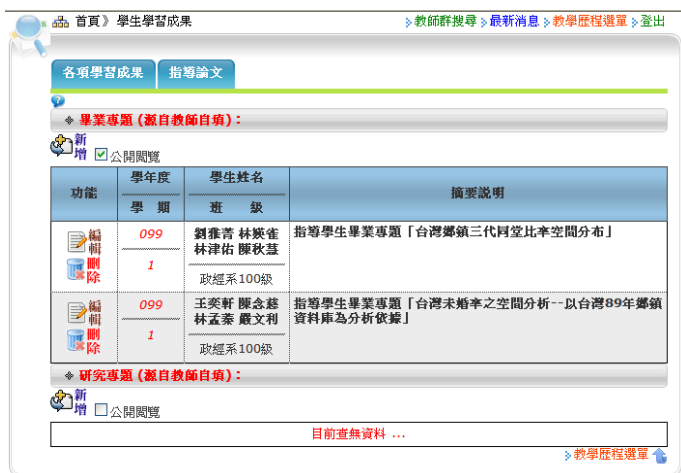 首頁》 學生學習成果
教師群搜尋 最新消息 教學歷程選單 登出
各項學習成果 指導論文
畢業專題 (源自教師自填):
新增 公開閱覽
功能 學年度 學生姓名 摘要說明
學 期 班 級
編輯 099 劉雅菁 林媖雀 指導學生畢業專題「台灣鄉鎮三代同堂比率空間分布」
林津佑 陳秋慧
刪除 1 政經系100級
編輯 099 王奕軒 陳念慈 指導學生畢業專題「台灣未婚率之空間分析--以台灣89年鄉鎮
林孟蓁 嚴文利 資料庫為分析依據」
刪除 1 政經系100級
研究專題 (源自教師自填):
新增 公開閱覽
目前查無資料 ...
教學歷程選單